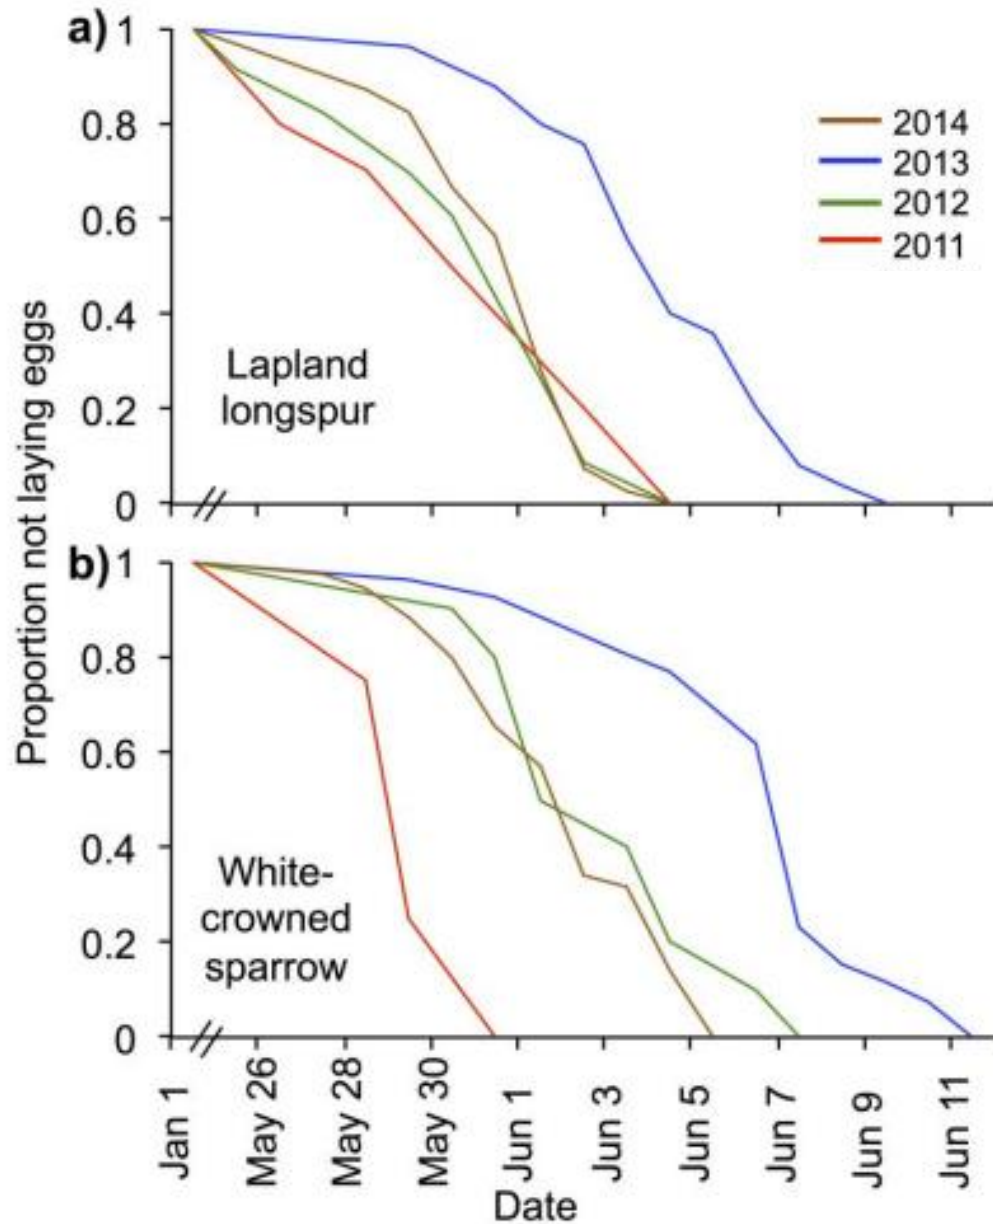 a)
1
0.8
0.6
0.4
0.2
0
2014
2013
2012
2011
Lapland
longspur
Proportion not laying eggs
b)
1
0.8
0.6
0.4
0.2
0
White-
crowned
sparrow
Jan 1
May 26
May 28
May 30
Jun 1
Jun 3
Jun 5
Jun 7
Jun 9
Jun 11
Date